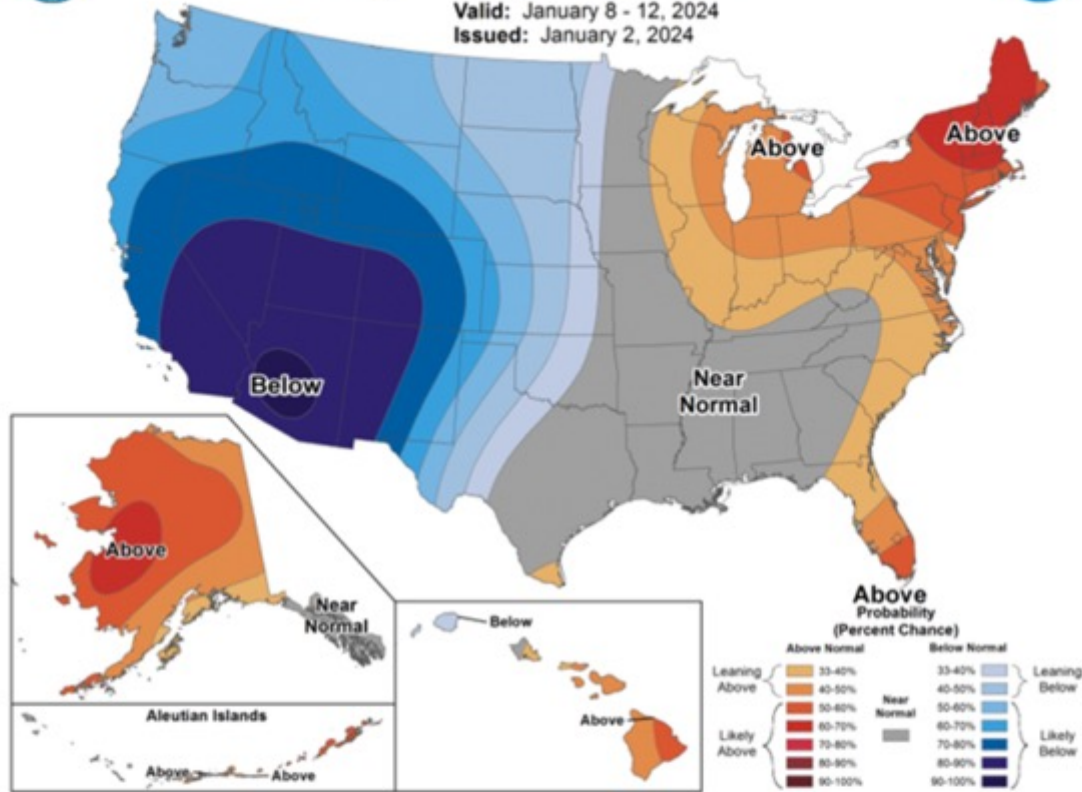 Valid: January 8 - 12, 2024
Issued: January 2, 2024
Above
Above
Below
Near
Normal
Above
Near
Normal
Below
Above
Aleutian Islands
Above
Above
Above
Probability
(Percent Chance)
Above Normal
Below Normal
Leaning
Above
33-40%
40-50%
Likely
Above
50-60%
60-70%
70-80%
80-90%
90-100%
Near
Normal
33-40%
40-50%
Leaning
Below
50-60%
60-70%
70-80%
80-90%
90-100%
Likely
Below